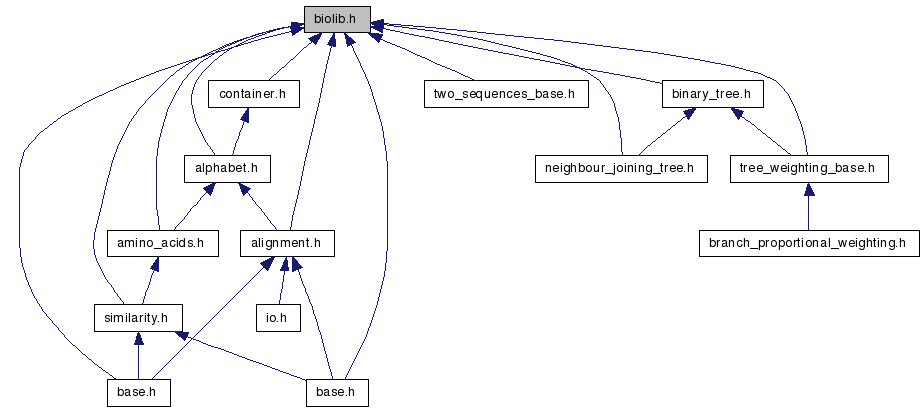 biolib.h
container.h
two_sequences_base.h
binary_tree.h
alphabet.h
neighbour_joining_tree.h
tree_weighting_base.h
amino_acids.h
alignment.h
branch_proportional_weighting.h
similarity.h
io.h
base.h
base.h